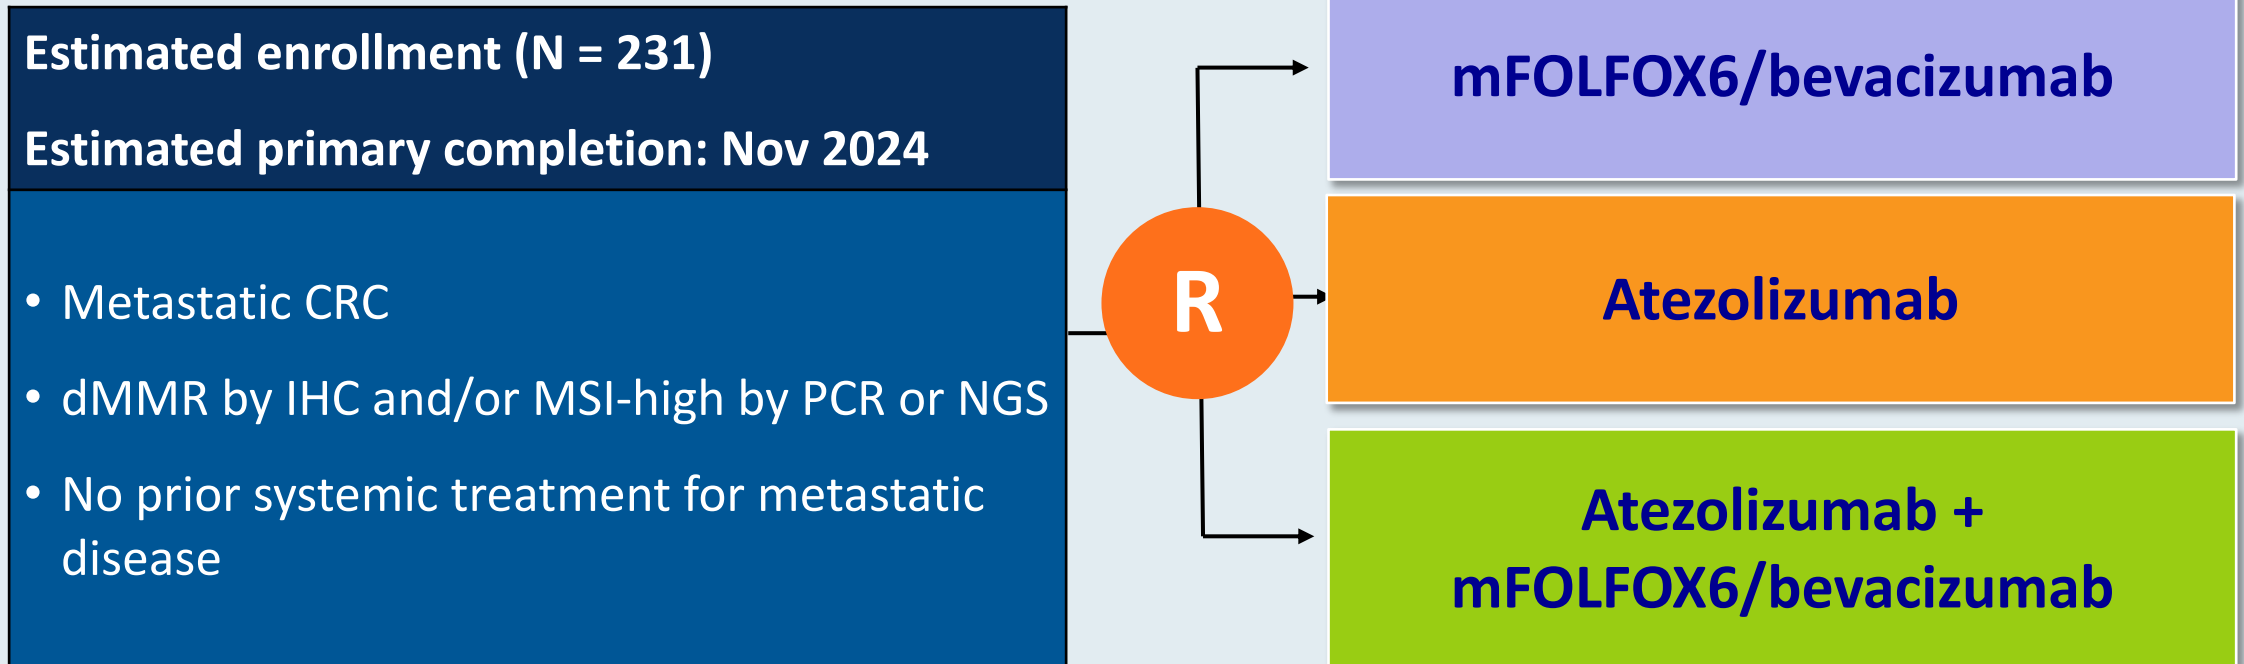 Estimated enrollment (N = 231)
Estimated primary completion: Nov 2024
• Metastatic CRC
• dMMR by IHC and/or MSI-high by PCR or NGS
• No prior systemic treatment for metastatic
disease
R
mFOLFOX6/bevacizumab
Atezolizumab
Atezolizumab +
mFOLFOX6/bevacizumab